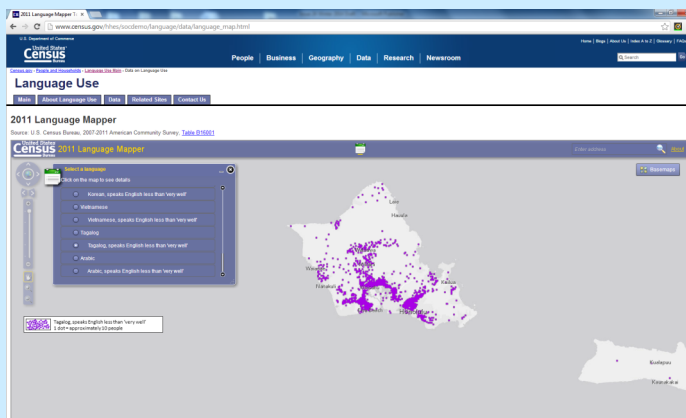 2011 Language Mapper
www.census.gov/hhes/socdemo/language/data/language_map.html
U.S. Department of Commerce
Home | Blogs | About Us | Index A to Z | Glossary | FAQs
United States
Census
Bureau
People | Business | Geography | Data | Research | Newsroom
Search
Go
Census.gov › People and Households › Language Use Main › Data on Language Use
Language Use
Main
About Language Use
Data
Related Sites
Contact Us
2011 Language Mapper
Source: U.S. Census Bureau, 2007-2011 American Community Survey, Table B16001
United States
Census
Bureau
2011 Language Mapper
Enter address
About
Select a language
Click on the map to see details
Korean, speaks English less than 'very well'
Vietnamese
Vietnamese, speaks English less than 'very well'
Tagalog
Tagalog, speaks English less than 'very well'
Arabic
Arabic, speaks English less than 'very well'
Basemaps
Laie
Hauula
Nanakuli
Kailua
Kualapuu
Kaunakakai
Tagalog, speaks English less than 'very well'
1 dot = approximately 10 people